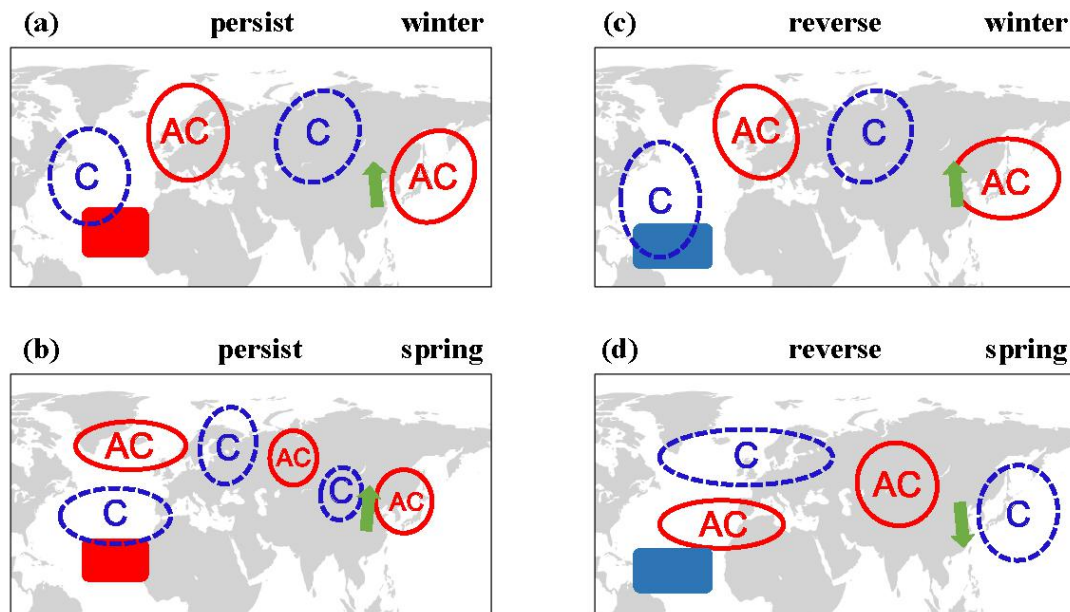 (a) persist winter
C AC C AC
(c) reverse winter
C AC C AC
(b) persist spring
AC C AC C AC
C
(d) reverse spring
C AC C
AC